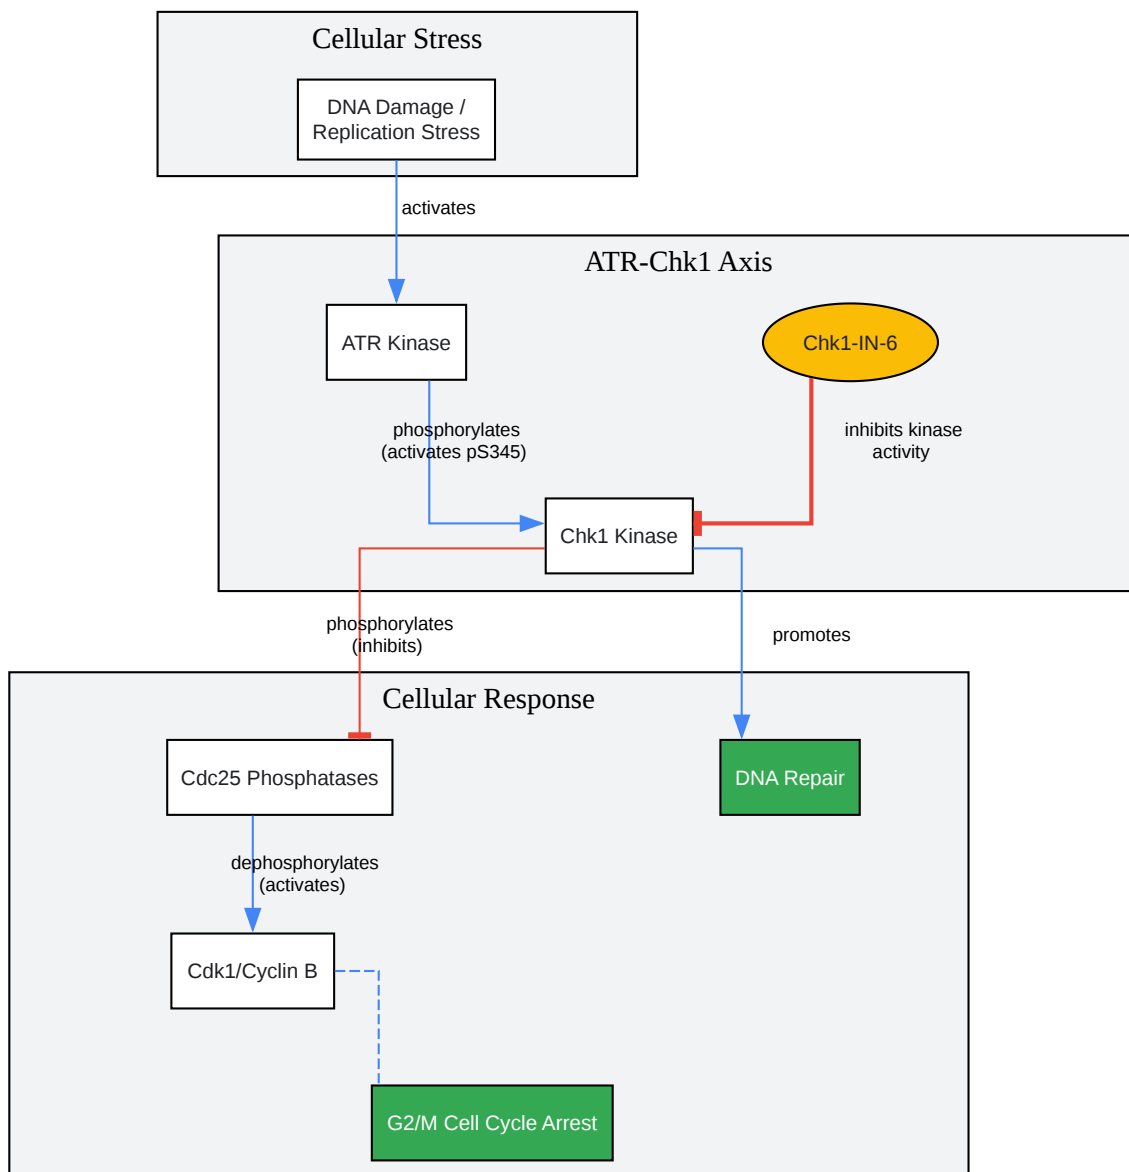 Cellular Stress
DNA Damage /
Replication Stress
activates
ATR-Chk1 Axis
ATR Kinase
Chk1-IN-6
phosphorylates
(activates pS345)
inhibits kinase
activity
Chk1 Kinase
phosphorylates
(inhibits)
promotes
Cellular Response
Cdc25 Phosphatases
DNA Repair
dephosphorylates
(activates)
Cdk1/Cyclin B
G2/M Cell Cycle Arrest